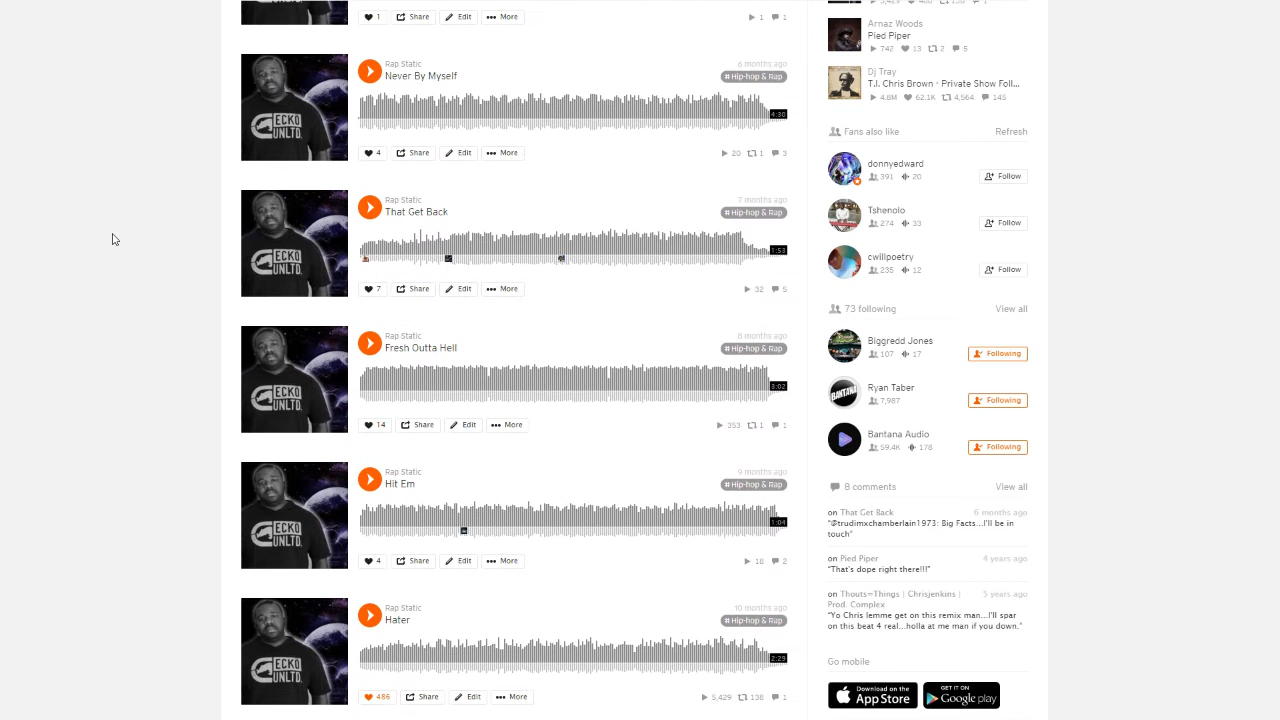 1 Share Edit ••• More 1 1
Rap Static 6 months ago
Never By Myself # Hip-hop & Rap
4:30
4 Share Edit ••• More 20 1 3
ECKO
UNLTD.
Rap Static 7 months ago
That Get Back # Hip-hop & Rap
1:53
7 Share Edit ••• More 32 5
ECKO
UNLTD.
Rap Static 8 months ago
Fresh Outta Hell # Hip-hop & Rap
3:02
14 Share Edit ••• More 353 1 1
ECKO
UNLTD.
Rap Static 9 months ago
Hit Em # Hip-hop & Rap
1:04
4 Share Edit ••• More 18 2
ECKO
UNLTD.
Rap Static 10 months ago
Hater # Hip-hop & Rap
2:29
486 Share Edit ••• More 5,429 138 1
ECKO
UNLTD.
Arnaz Woods
Pied Piper
742 13 2 5
Dj Tray
T.I. Chris Brown - Private Show Foll...
4.8M 62.1K 4,564 145
Fans also like Refresh
donnyedward
391 20 Follow
Tshenolo
274 33 Follow
cwillpoetry
235 12 Follow
73 following View all
Biggredd Jones
107 17 Following
Ryan Taber
7,987 Following
BANTANA
Bantana Audio
59.4K 178 Following
8 comments View all
on That Get Back 6 months ago
"@trudimxchamberlain1973: Big Facts...I'll be in
touch"
on Pied Piper 4 years ago
"That's dope right there!!!"
on Thouts=Things | Chrisjenkins | 5 years ago
Prod. Complex
"Yo Chris lemme get on this remix man...I'll spar
on this beat 4 real...holla at me man if you down."
Go mobile
Download on the
App Store
GET IT ON
Google play